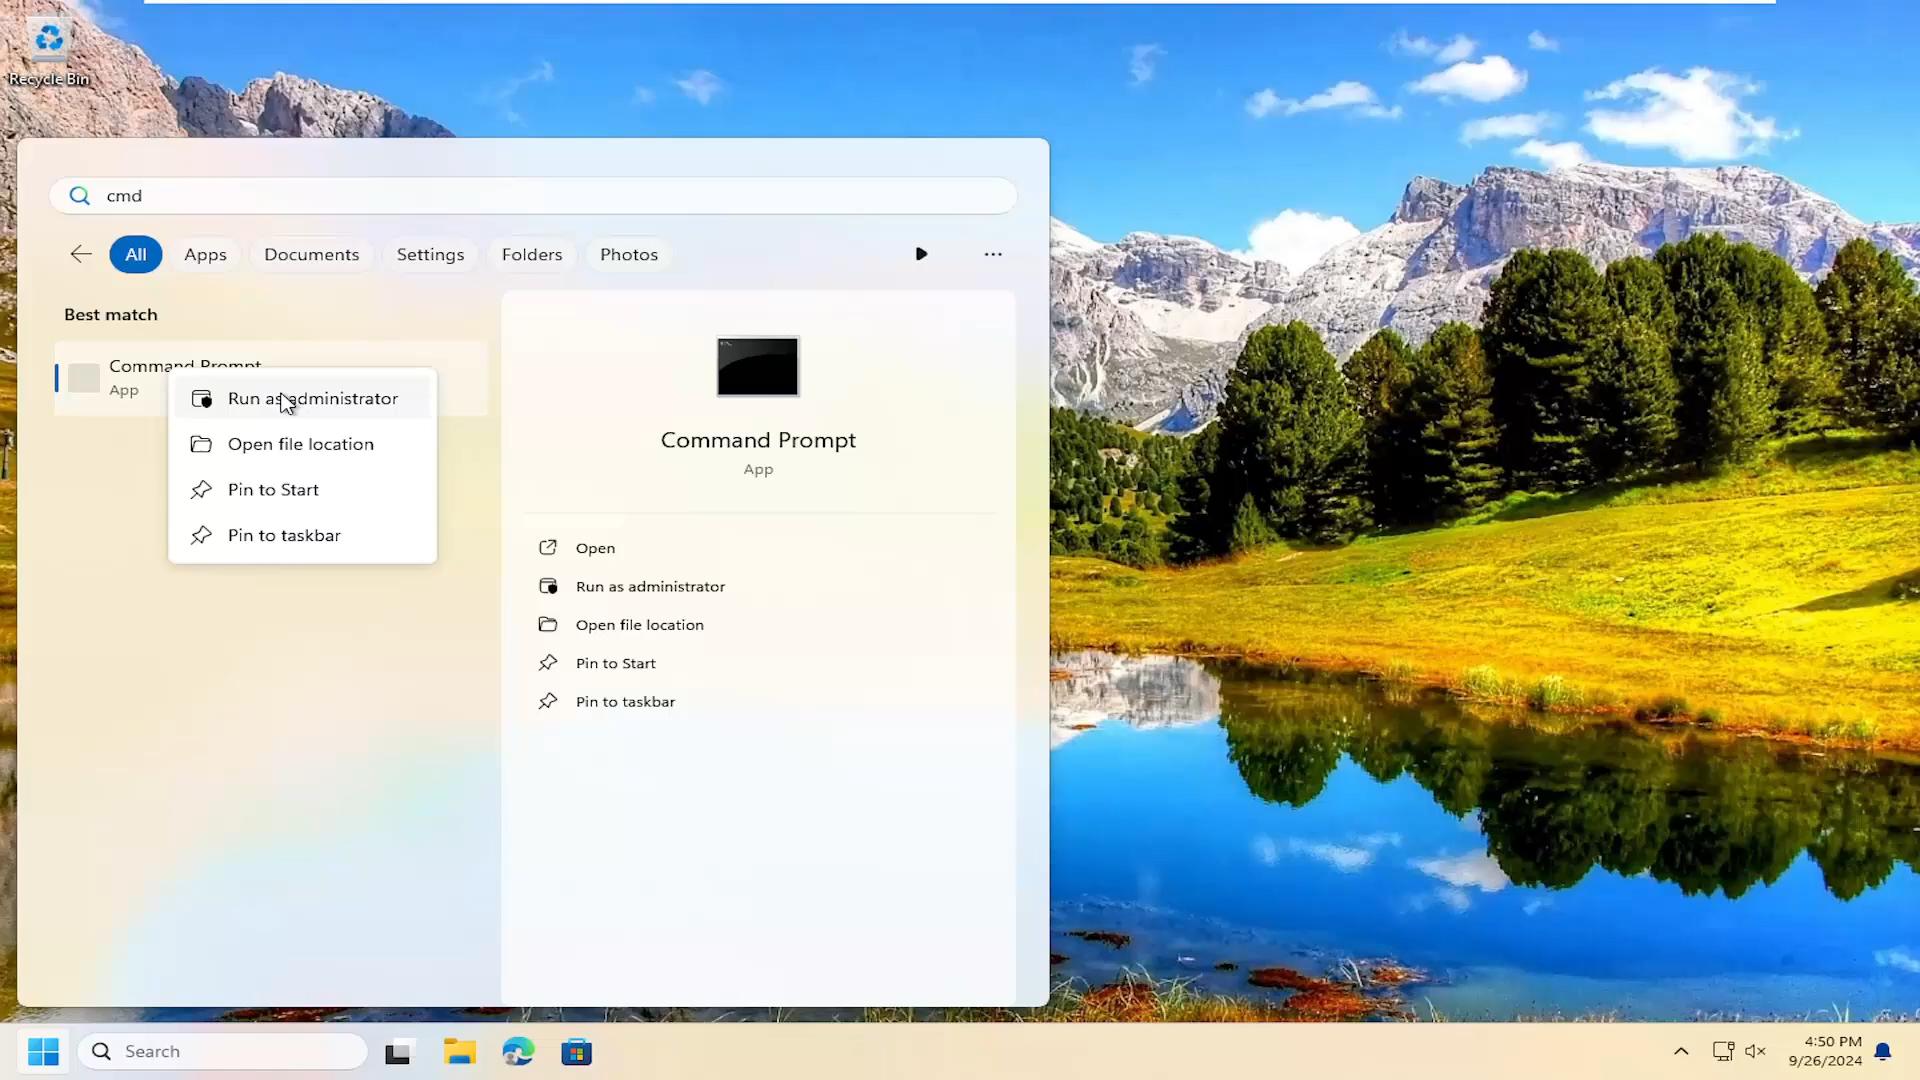 Recycle Bin
cmd
All
Apps
Documents
Settings
Folders
Photos
Best match
Command Prompt
App
Run as administrator
Open file location
Pin to Start
Pin to taskbar
Command Prompt
App
Open
Run as administrator
Open file location
Pin to Start
Pin to taskbar
Search
4:50 PM
9/26/2024